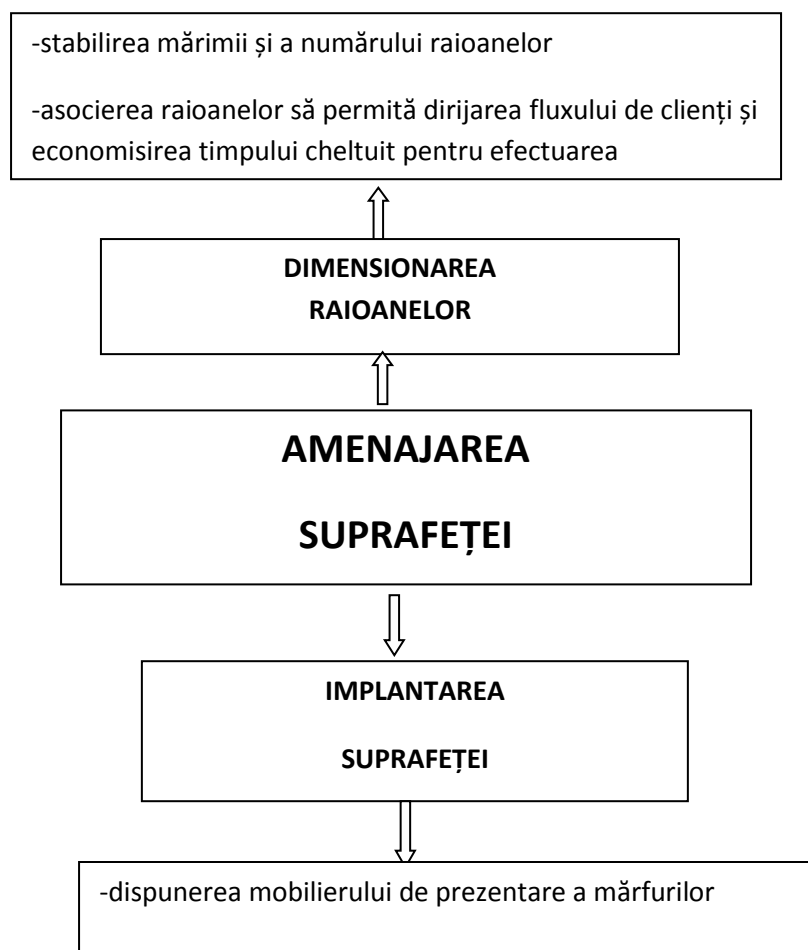 -stabilirea mărimii și a numărului raioanelor
-asocierea raioanelor să permită dirijarea fluxului de clienți și
economisirea timpului cheltuit pentru efectuarea
DIMENSIONAREA
RAIOANELOR
AMENAJAREA
SUPRAFEȚEI
IMPLANTAREA
SUPRAFEȚEI
-dispunerea mobilierului de prezentare a mărfurilor